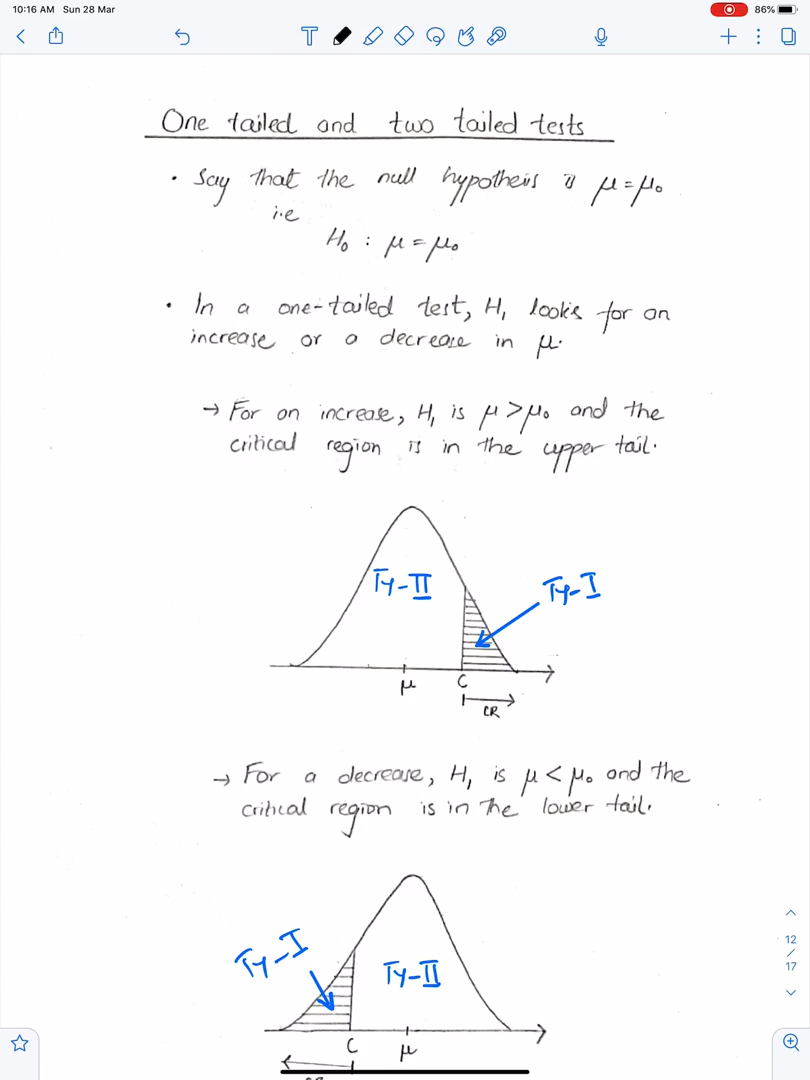 10:16 AM Sun 28 Mar
86%
One tailed and two tailed tests
• Say that the null hypothesis is μ = μ₀
i.e
H₀ : μ = μ₀
• In a one-tailed test, H₁ looks for an
increase or a decrease in μ.
→ For an increase, H₁ is μ > μ₀ and the
critical region is in the upper tail.
Ty-II
Ty-I
μ
C
CR
→ For a decrease, H₁ is μ < μ₀ and the
critical region is in the lower tail.
12
/
17
Ty-I
Ty-II
C
μ